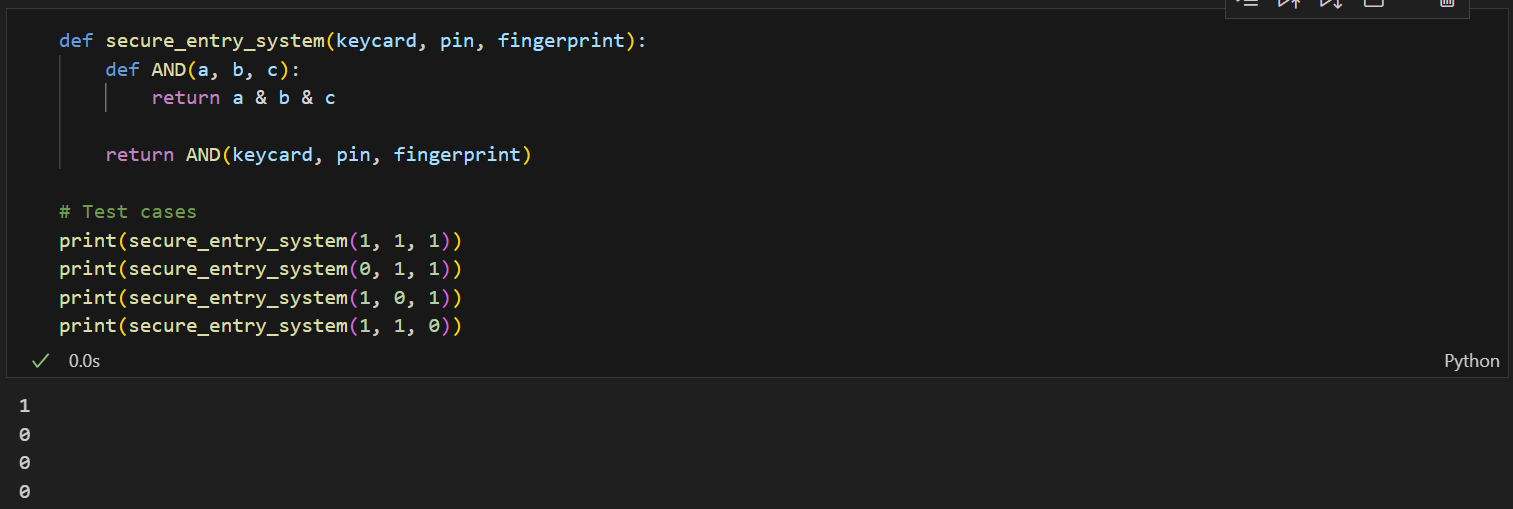 def secure_entry_system(keycard, pin, fingerprint):
    def AND(a, b, c):
        return a & b & c
    return AND(keycard, pin, fingerprint)
# Test cases
print(secure_entry_system(1, 1, 1))
print(secure_entry_system(0, 1, 1))
print(secure_entry_system(1, 0, 1))
print(secure_entry_system(1, 1, 0))
0.0s
Python
1
0
0
0